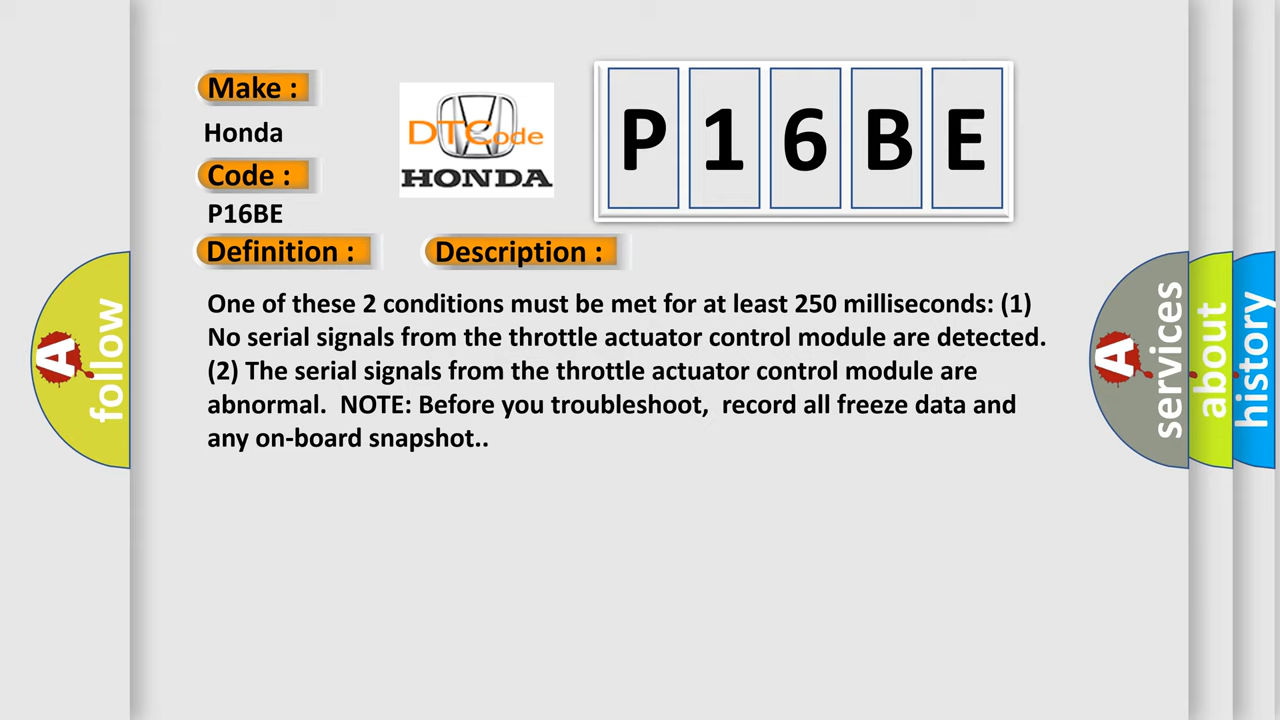 Make :
Honda
Code :
P16BE
Definition :
Description :
DTCode
HONDA
P16BE
One of these 2 conditions must be met for at least 250 milliseconds: (1)
No serial signals from the throttle actuator control module are detected.
(2) The serial signals from the throttle actuator control module are
abnormal. NOTE: Before you troubleshoot, record all freeze data and
any on-board snapshot..
A follow
A services
about
history